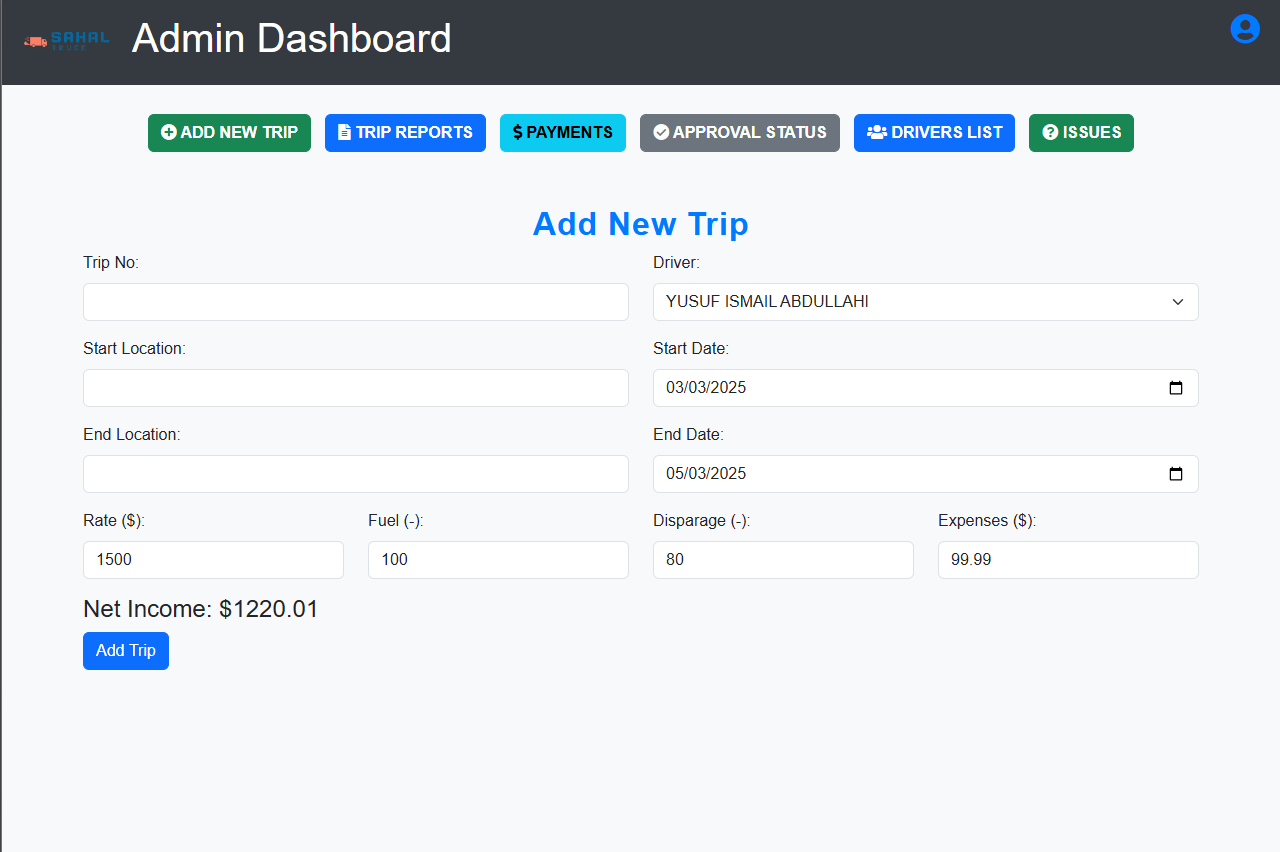 SAHAL
TRUCK
Admin Dashboard
ADD NEW TRIP
TRIP REPORTS
$ PAYMENTS
APPROVAL STATUS
DRIVERS LIST
? ISSUES
Add New Trip
Trip No:
Driver:
YUSUF ISMAIL ABDULLAHI
Start Location:
Start Date:
03/03/2025
End Location:
End Date:
05/03/2025
Rate ($):
Fuel (-):
Disparage (-):
Expenses ($):
1500
100
80
99.99
Net Income: $1220.01
Add Trip